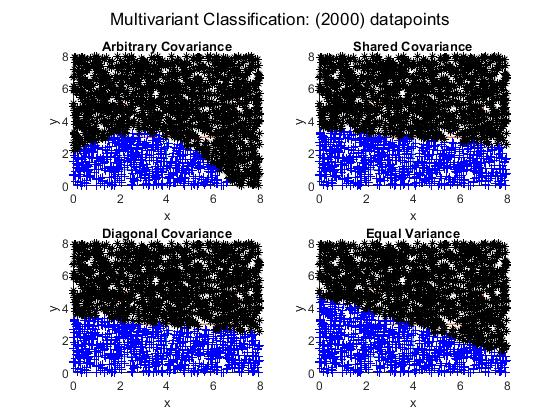 Multivariant Classification: (2000) datapoints
Arbitrary Covariance
Shared Covariance
8
6
4
2
0
y
0 2 4 6 8
x
8
6
4
2
0
y
0 2 4 6 8
x
Diagonal Covariance
Equal Variance
8
6
4
2
0
y
0 2 4 6 8
x
8
6
4
2
0
y
0 2 4 6 8
x